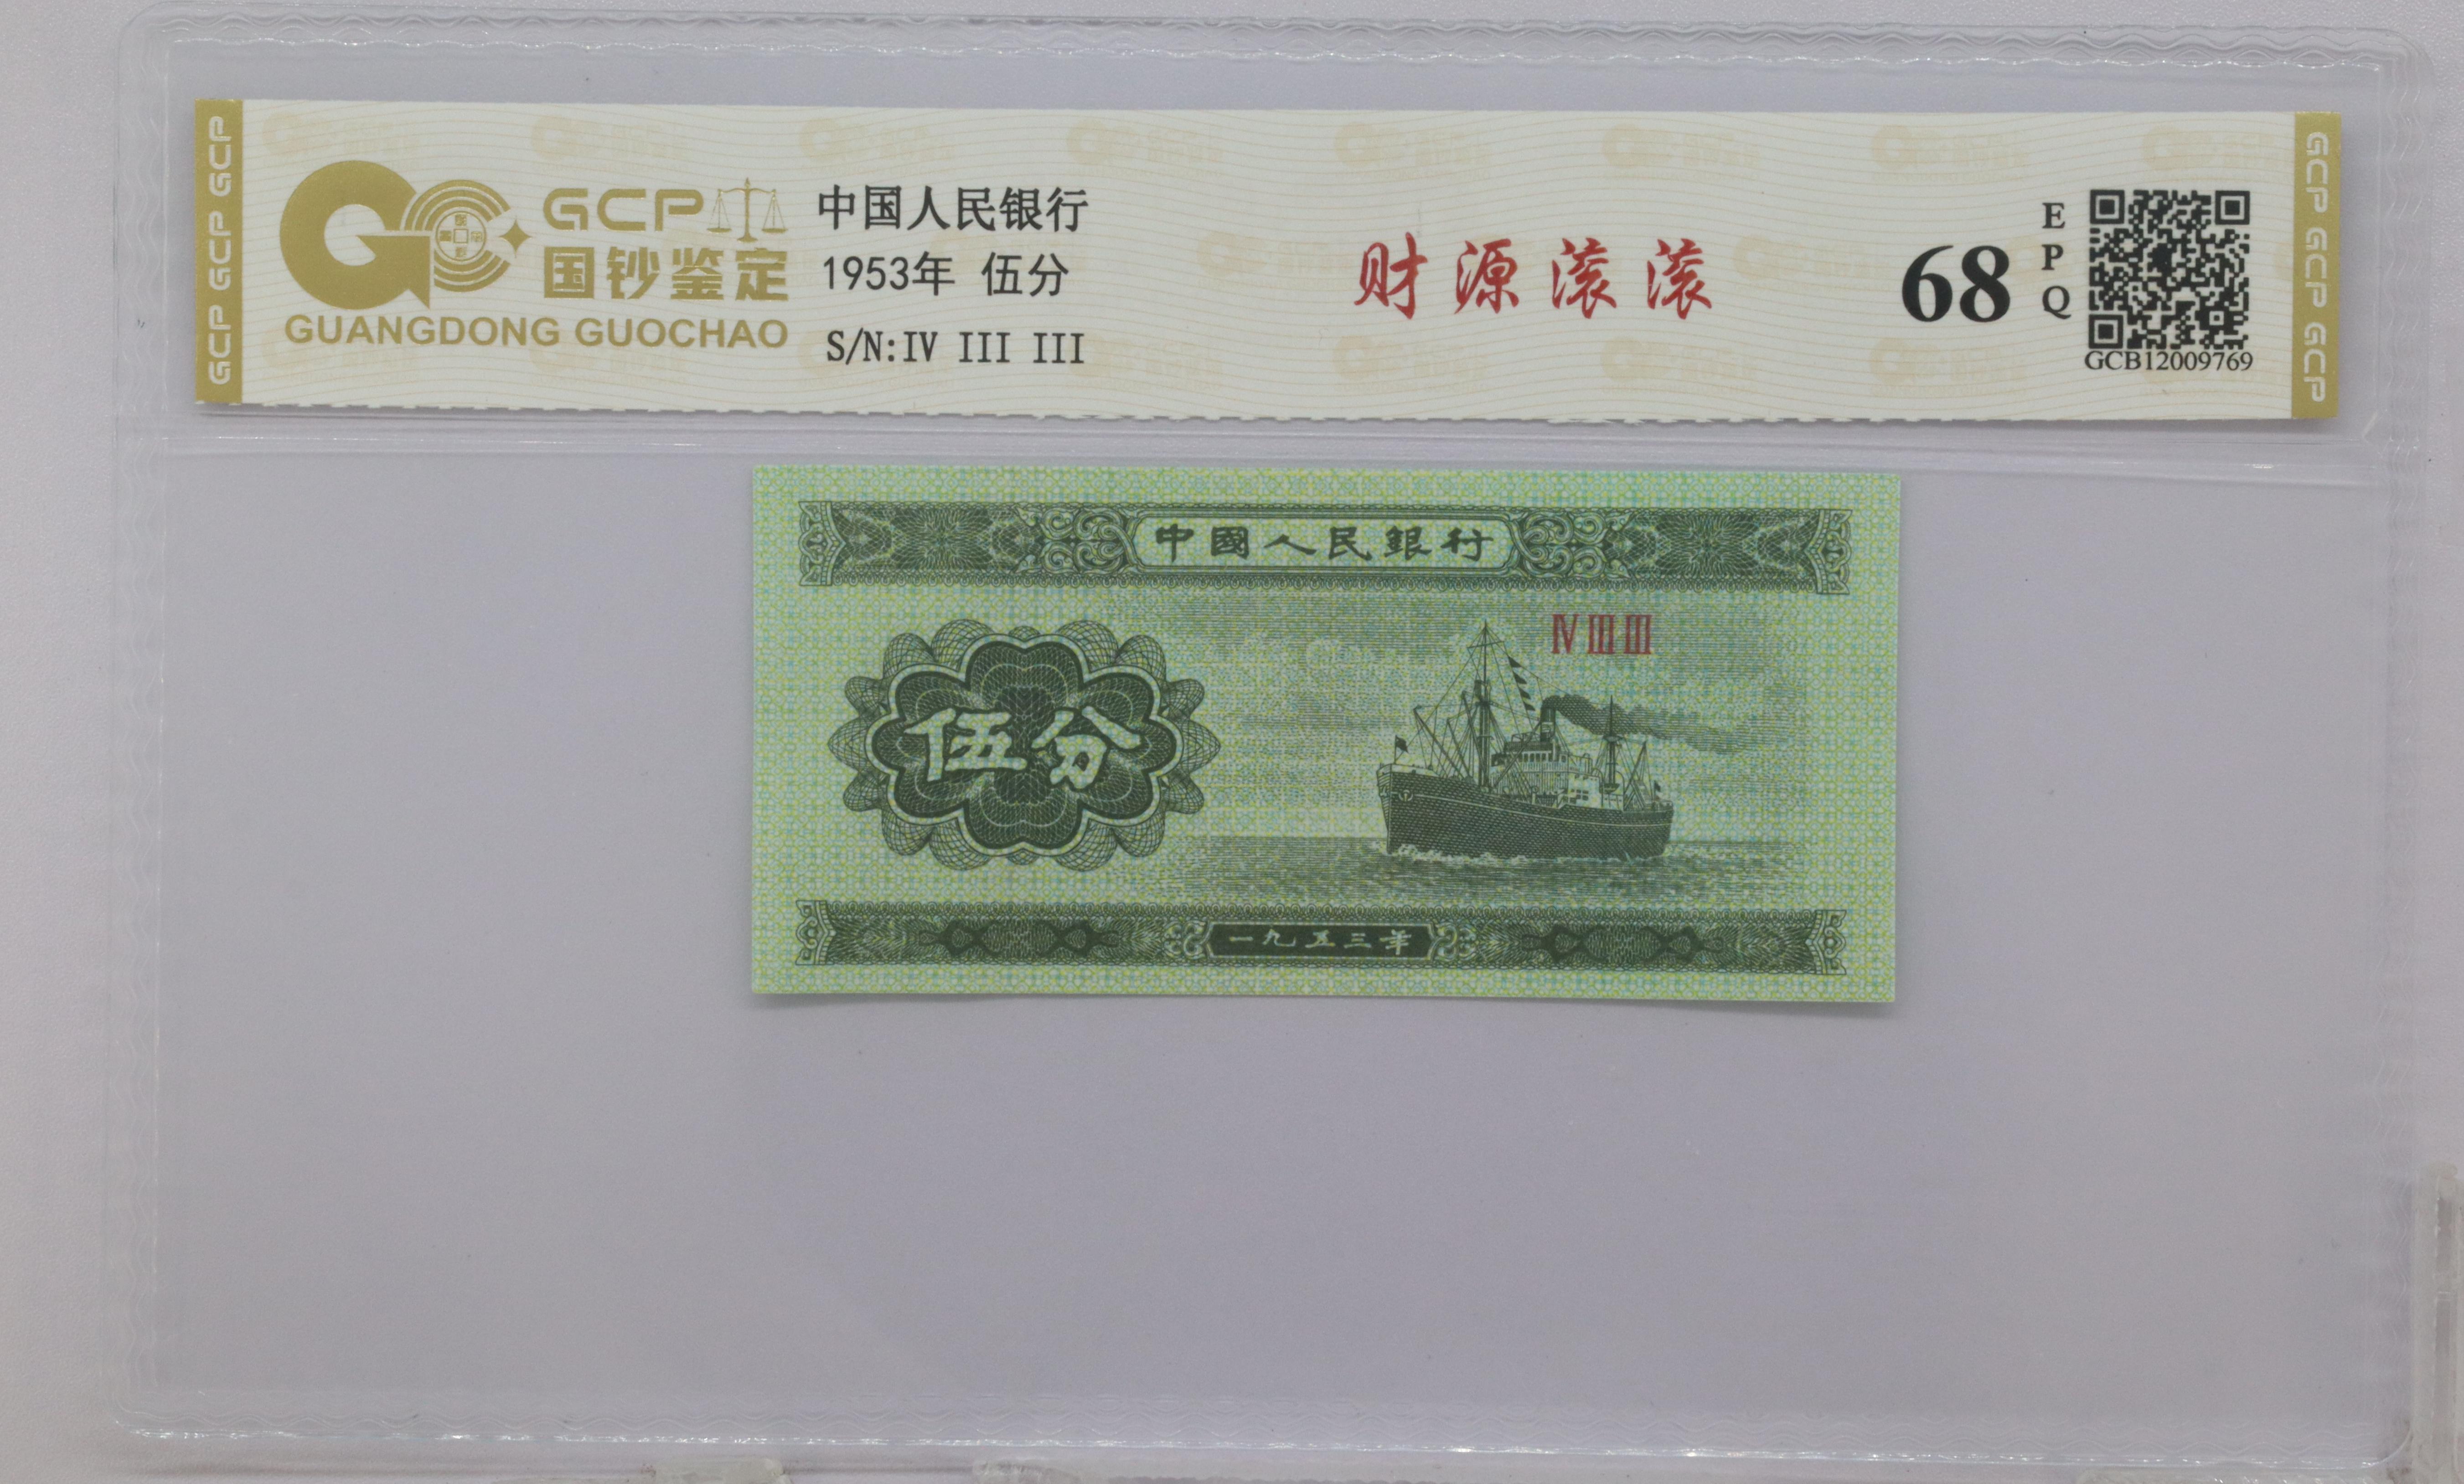 GCP GCP GCP
GCP
国钞鉴定
GUANGDONG GUOCHAO
中国人民银行
1953年 伍分
S/N:IV III III
财源滚滚
68
EPQ
GCB12009769
GCP GCP GCP
中國人民銀行
IV III III
伍分
一九五三年